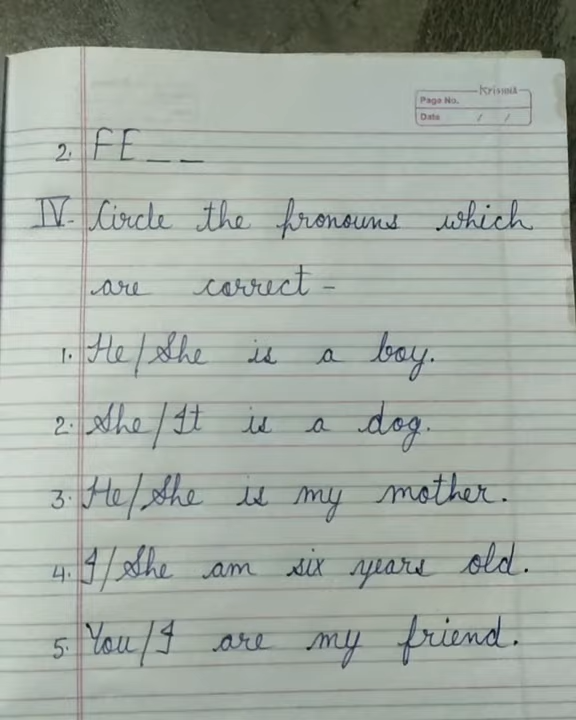 Krisma
Page No.
Date / /
2. FE _ _
IV. Circle the pronouns which
are correct -
1. He/She is a boy.
2. She/It is a dog.
3. He/She is my mother.
4. I/She am six years old.
5. You/I are my friend.